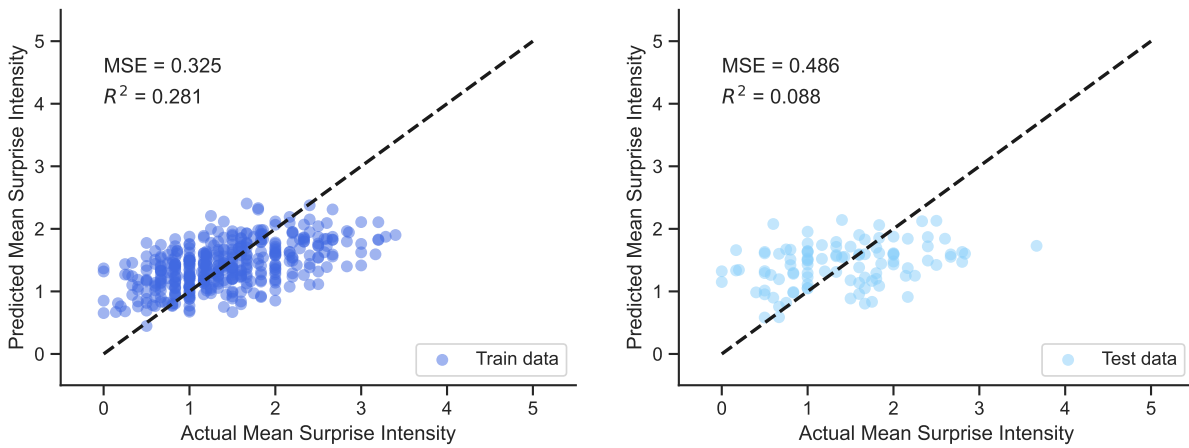 MSE = 0.325
R² = 0.281
Predicted Mean Surprise Intensity
5
4
3
2
1
0
Train data
0 1 2 3 4 5
Actual Mean Surprise Intensity
MSE = 0.486
R² = 0.088
Predicted Mean Surprise Intensity
5
4
3
2
1
0
Test data
0 1 2 3 4 5
Actual Mean Surprise Intensity